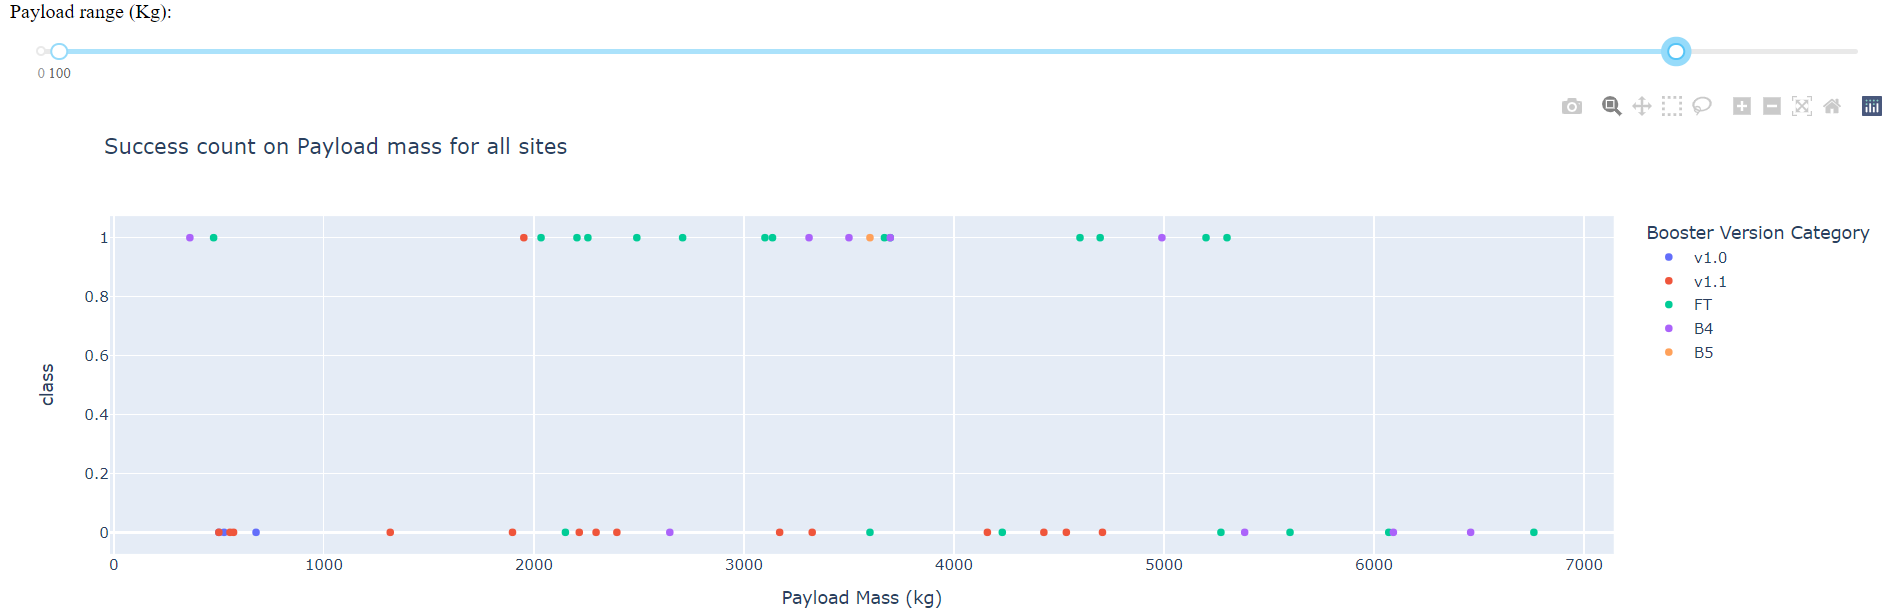 Payload range (Kg):
0 100
Success count on Payload mass for all sites
1
0.8
0.6
0.4
0.2
0
class
0 1000 2000 3000 4000 5000 6000 7000
Payload Mass (kg)
Booster Version Category
v1.0
v1.1
FT
B4
B5